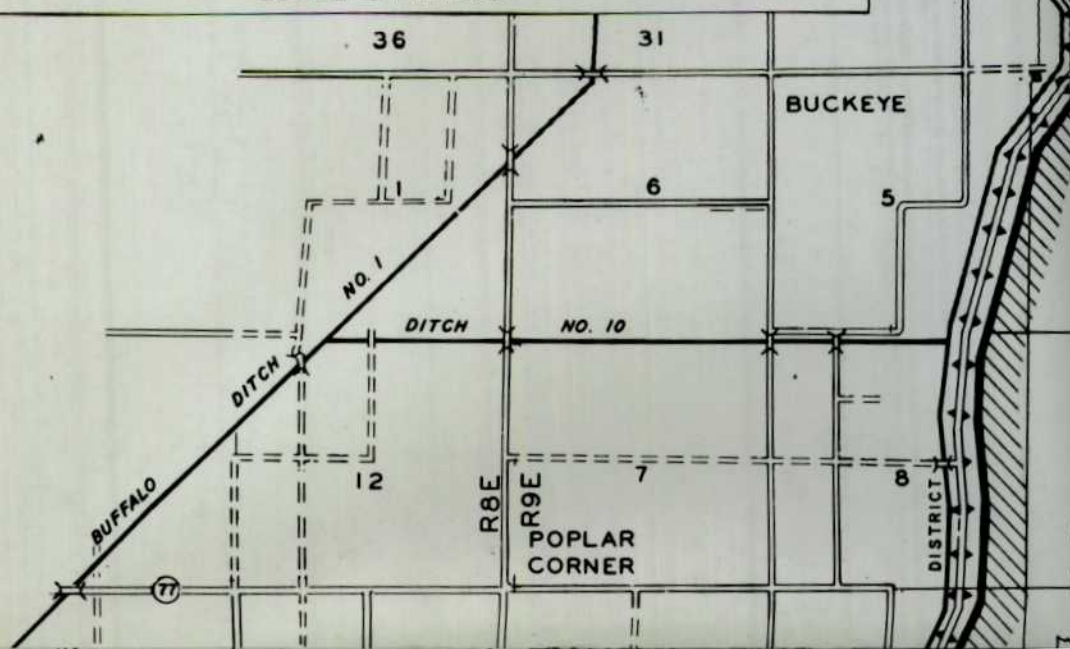 36
31
BUCKEYE
1
6
5
NO. 1
DITCH
NO. 10
DITCH
BUFFALO
12
R8E
R9E
7
8
DISTRICT
POPLAR
CORNER
77